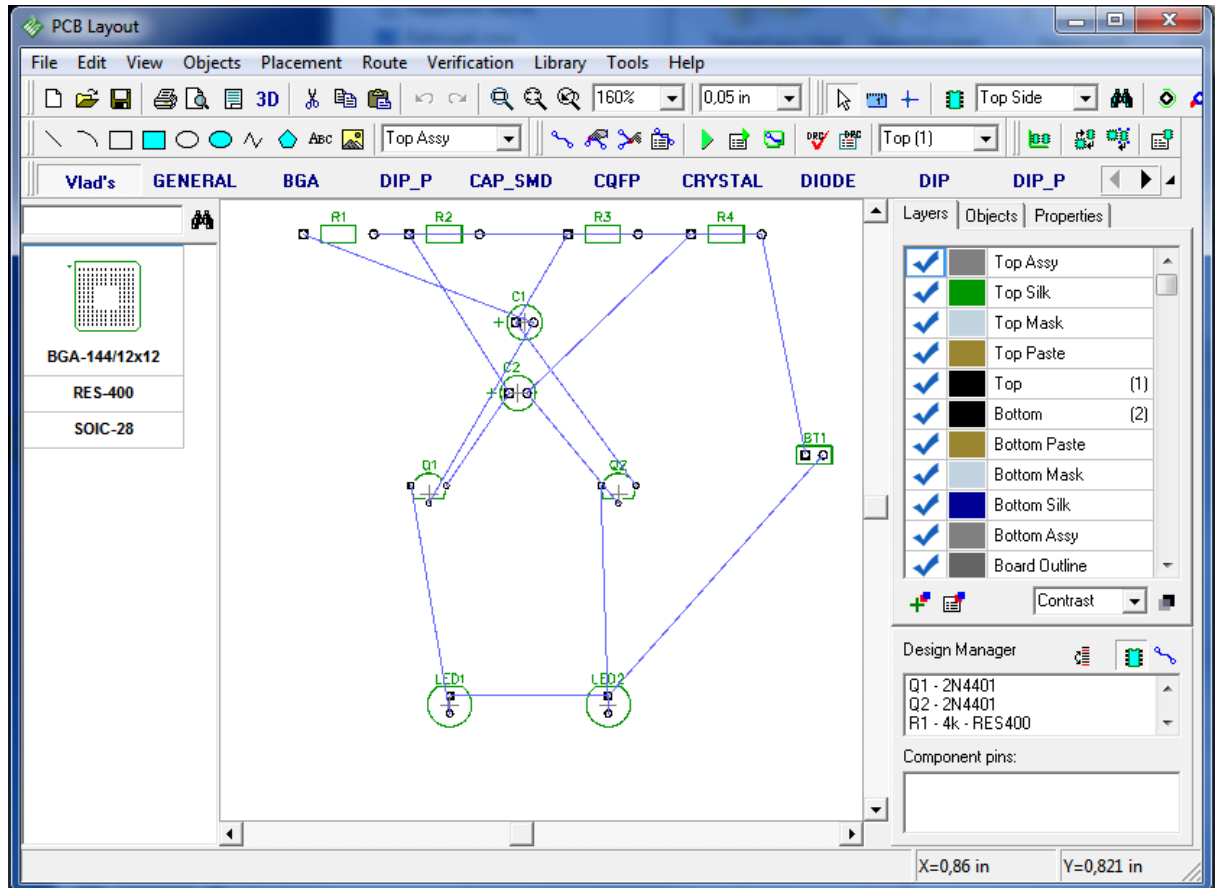 PCB Layout
File Edit View Objects Placement Route Verification Library Tools Help
3D 160% 0,05 in Top Side
ABC Top Assy DRC DRC Top (1)
Vlad's GENERAL BGA DIP_P CAP_SMD CQFP CRYSTAL DIODE DIP DIP_P
Layers Objects Properties
BGA-144/12x12
RES-400
SOIC-28
R1 R2 R3 R4
C1
+
C2
+
BT1
Q1 Q2
LED1 LED2
Top Assy
Top Silk
Top Mask
Top Paste
Top (1)
Bottom (2)
Bottom Paste
Bottom Mask
Bottom Silk
Bottom Assy
Board Outline
Contrast
Design Manager
Q1 - 2N4401
Q2 - 2N4401
R1 - 4k - RES400
Component pins:
X=0,86 in Y=0,821 in